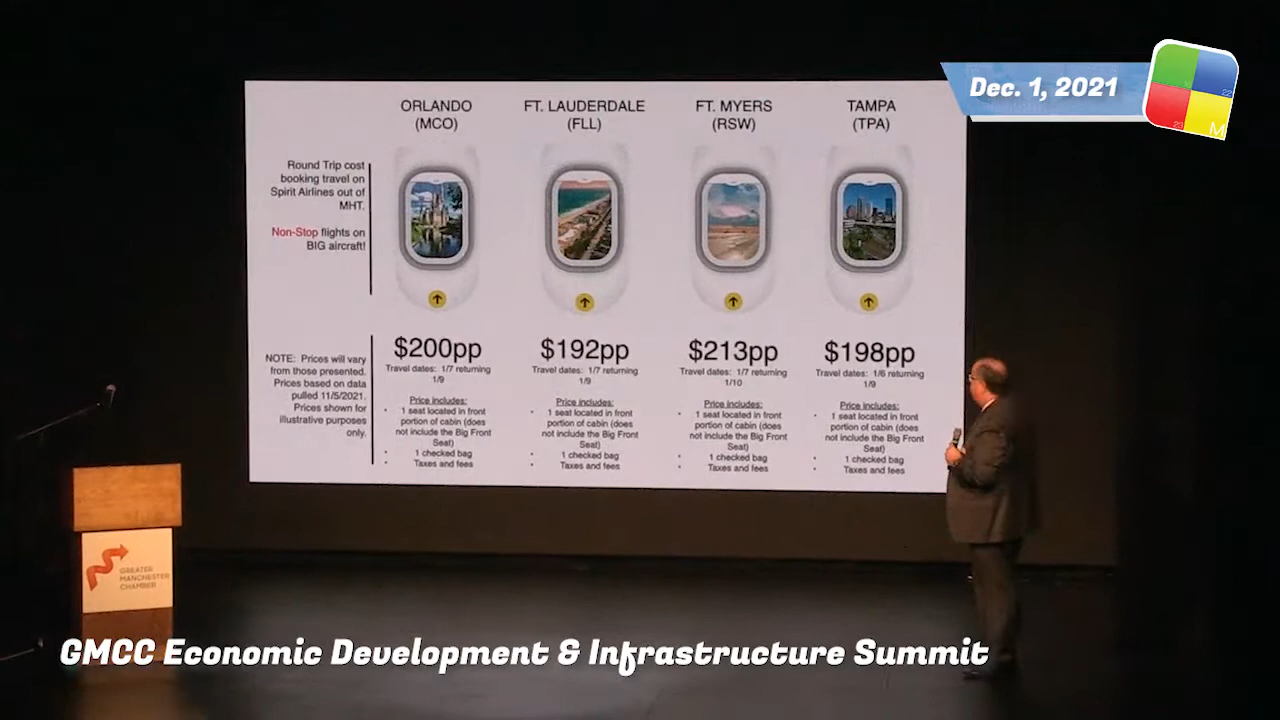 Dec. 1, 2021
ORLANDO
(MCO)
FT. LAUDERDALE
(FLL)
FT. MYERS
(RSW)
TAMPA
(TPA)
Round Trip cost
booking travel on
Spirit Airlines out of
MHT.
Non-Stop flights on
BIG aircraft!
NOTE: Prices will vary
from those presented.
Prices based on data
pulled 11/5/2021.
Prices shown for
illustrative purposes
only.
$200pp
Travel dates: 1/7 returning
1/9
Price includes:
• 1 seat located in front
portion of cabin (does
not include the Big Front
Seat)
• 1 checked bag
• Taxes and fees
$192pp
Travel dates: 1/7 returning
1/9
Price includes:
• 1 seat located in front
portion of cabin (does
not include the Big Front
Seat)
• 1 checked bag
• Taxes and fees
$213pp
Travel dates: 1/7 returning
1/10
Price includes:
• 1 seat located in front
portion of cabin (does
not include the Big Front
Seat)
• 1 checked bag
• Taxes and fees
$198pp
Travel dates: 1/6 returning
1/9
Price includes:
• 1 seat located in front
portion of cabin (does
not include the Big Front
Seat)
• 1 checked bag
• Taxes and fees
GREATER
MANCHESTER
CHAMBER
GMCC Economic Development & Infrastructure Summit
22
23
M